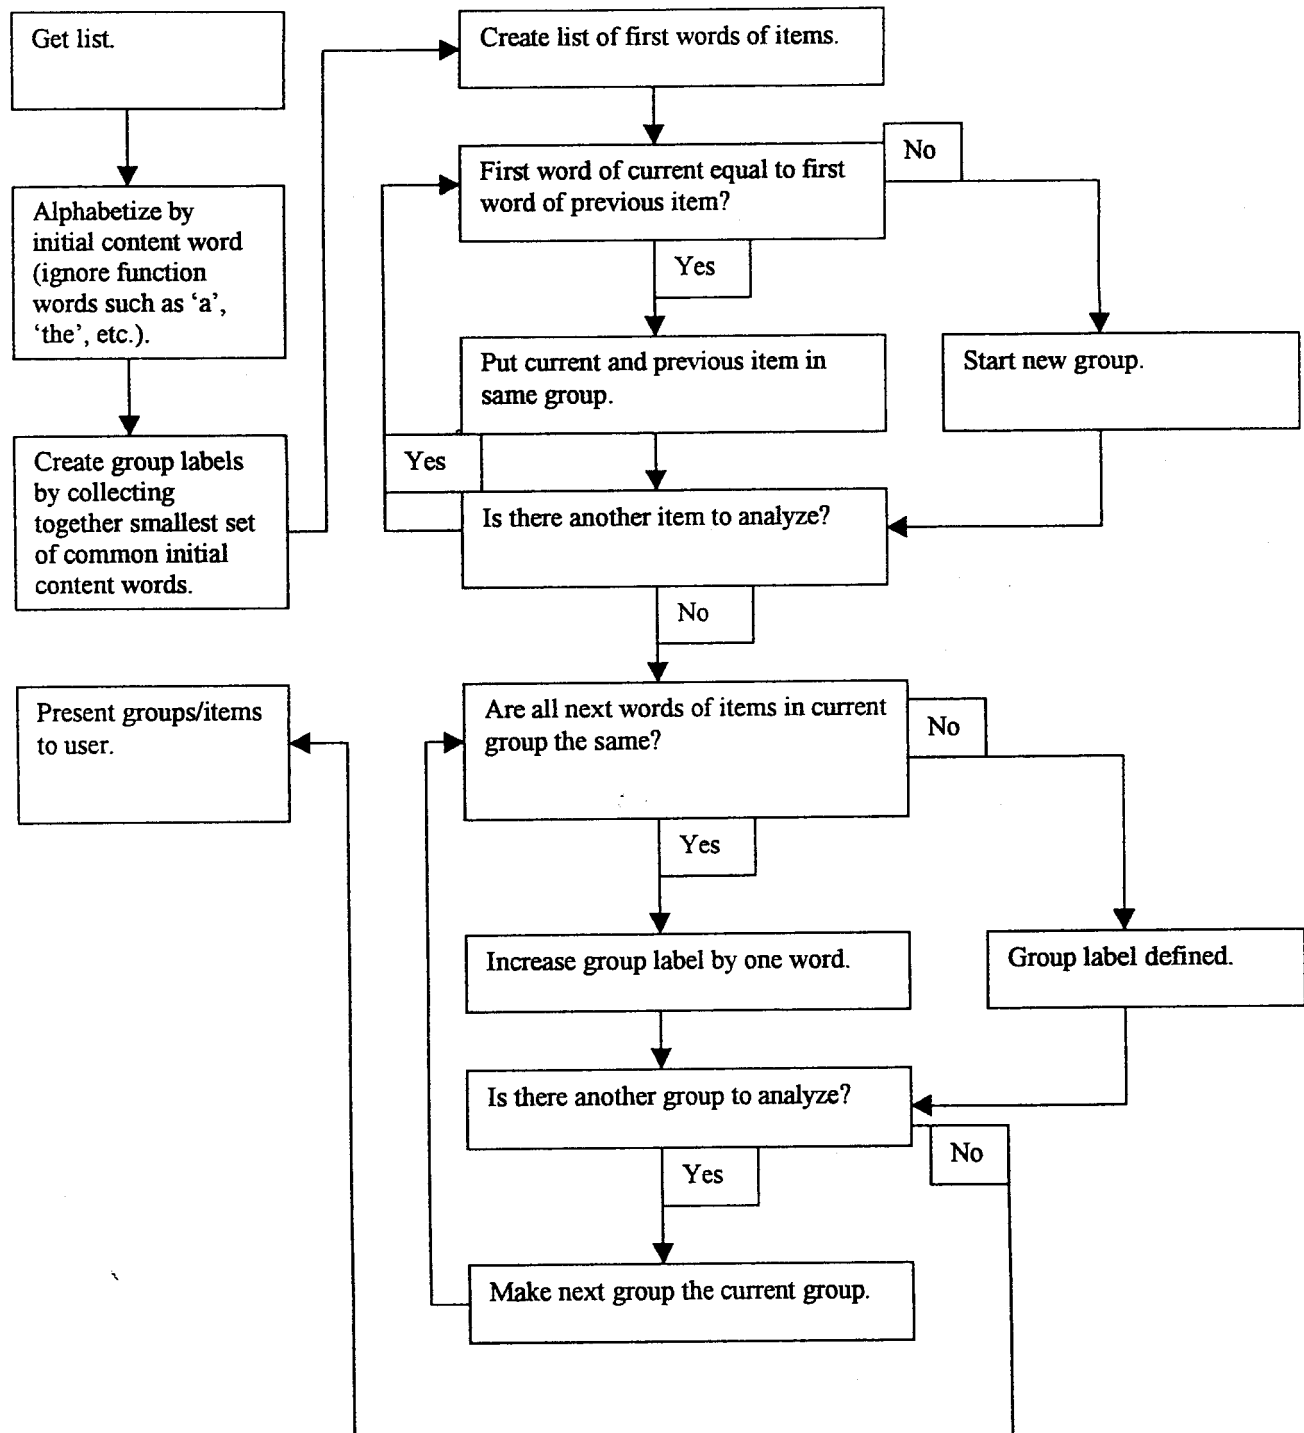 Get list.
Alphabetize by
initial content word
(ignore function
words such as ‘a’,
‘the’, etc.).
Create group labels
by collecting
together smallest set
of common initial
content words.
Create list of first words of items.
First word of current equal to first
word of previous item?
No
Yes
Put current and previous item in
same group.
Start new group.
Yes
Is there another item to analyze?
No
Are all next words of items in current
group the same?
No
Yes
Increase group label by one word.
Group label defined.
Is there another group to analyze?
No
Yes
Make next group the current group.
Present groups/items
to user.